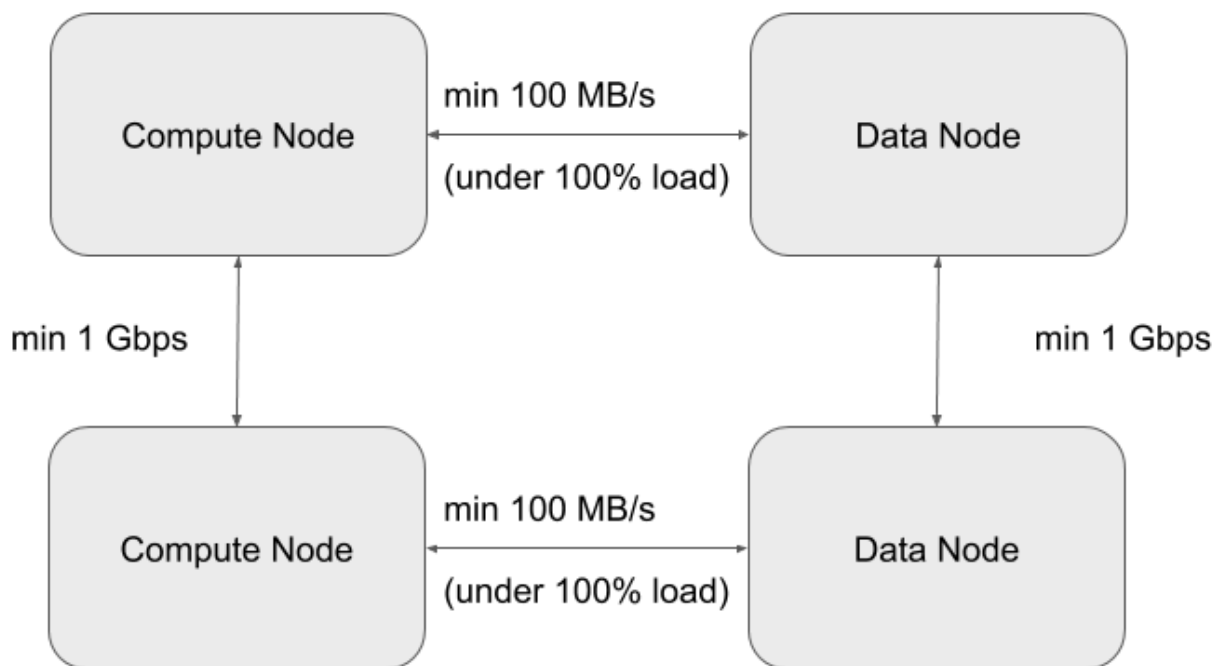 Compute Node
min 100 MB/s
(under 100% load)
Data Node
min 1 Gbps
min 1 Gbps
Compute Node
min 100 MB/s
(under 100% load)
Data Node